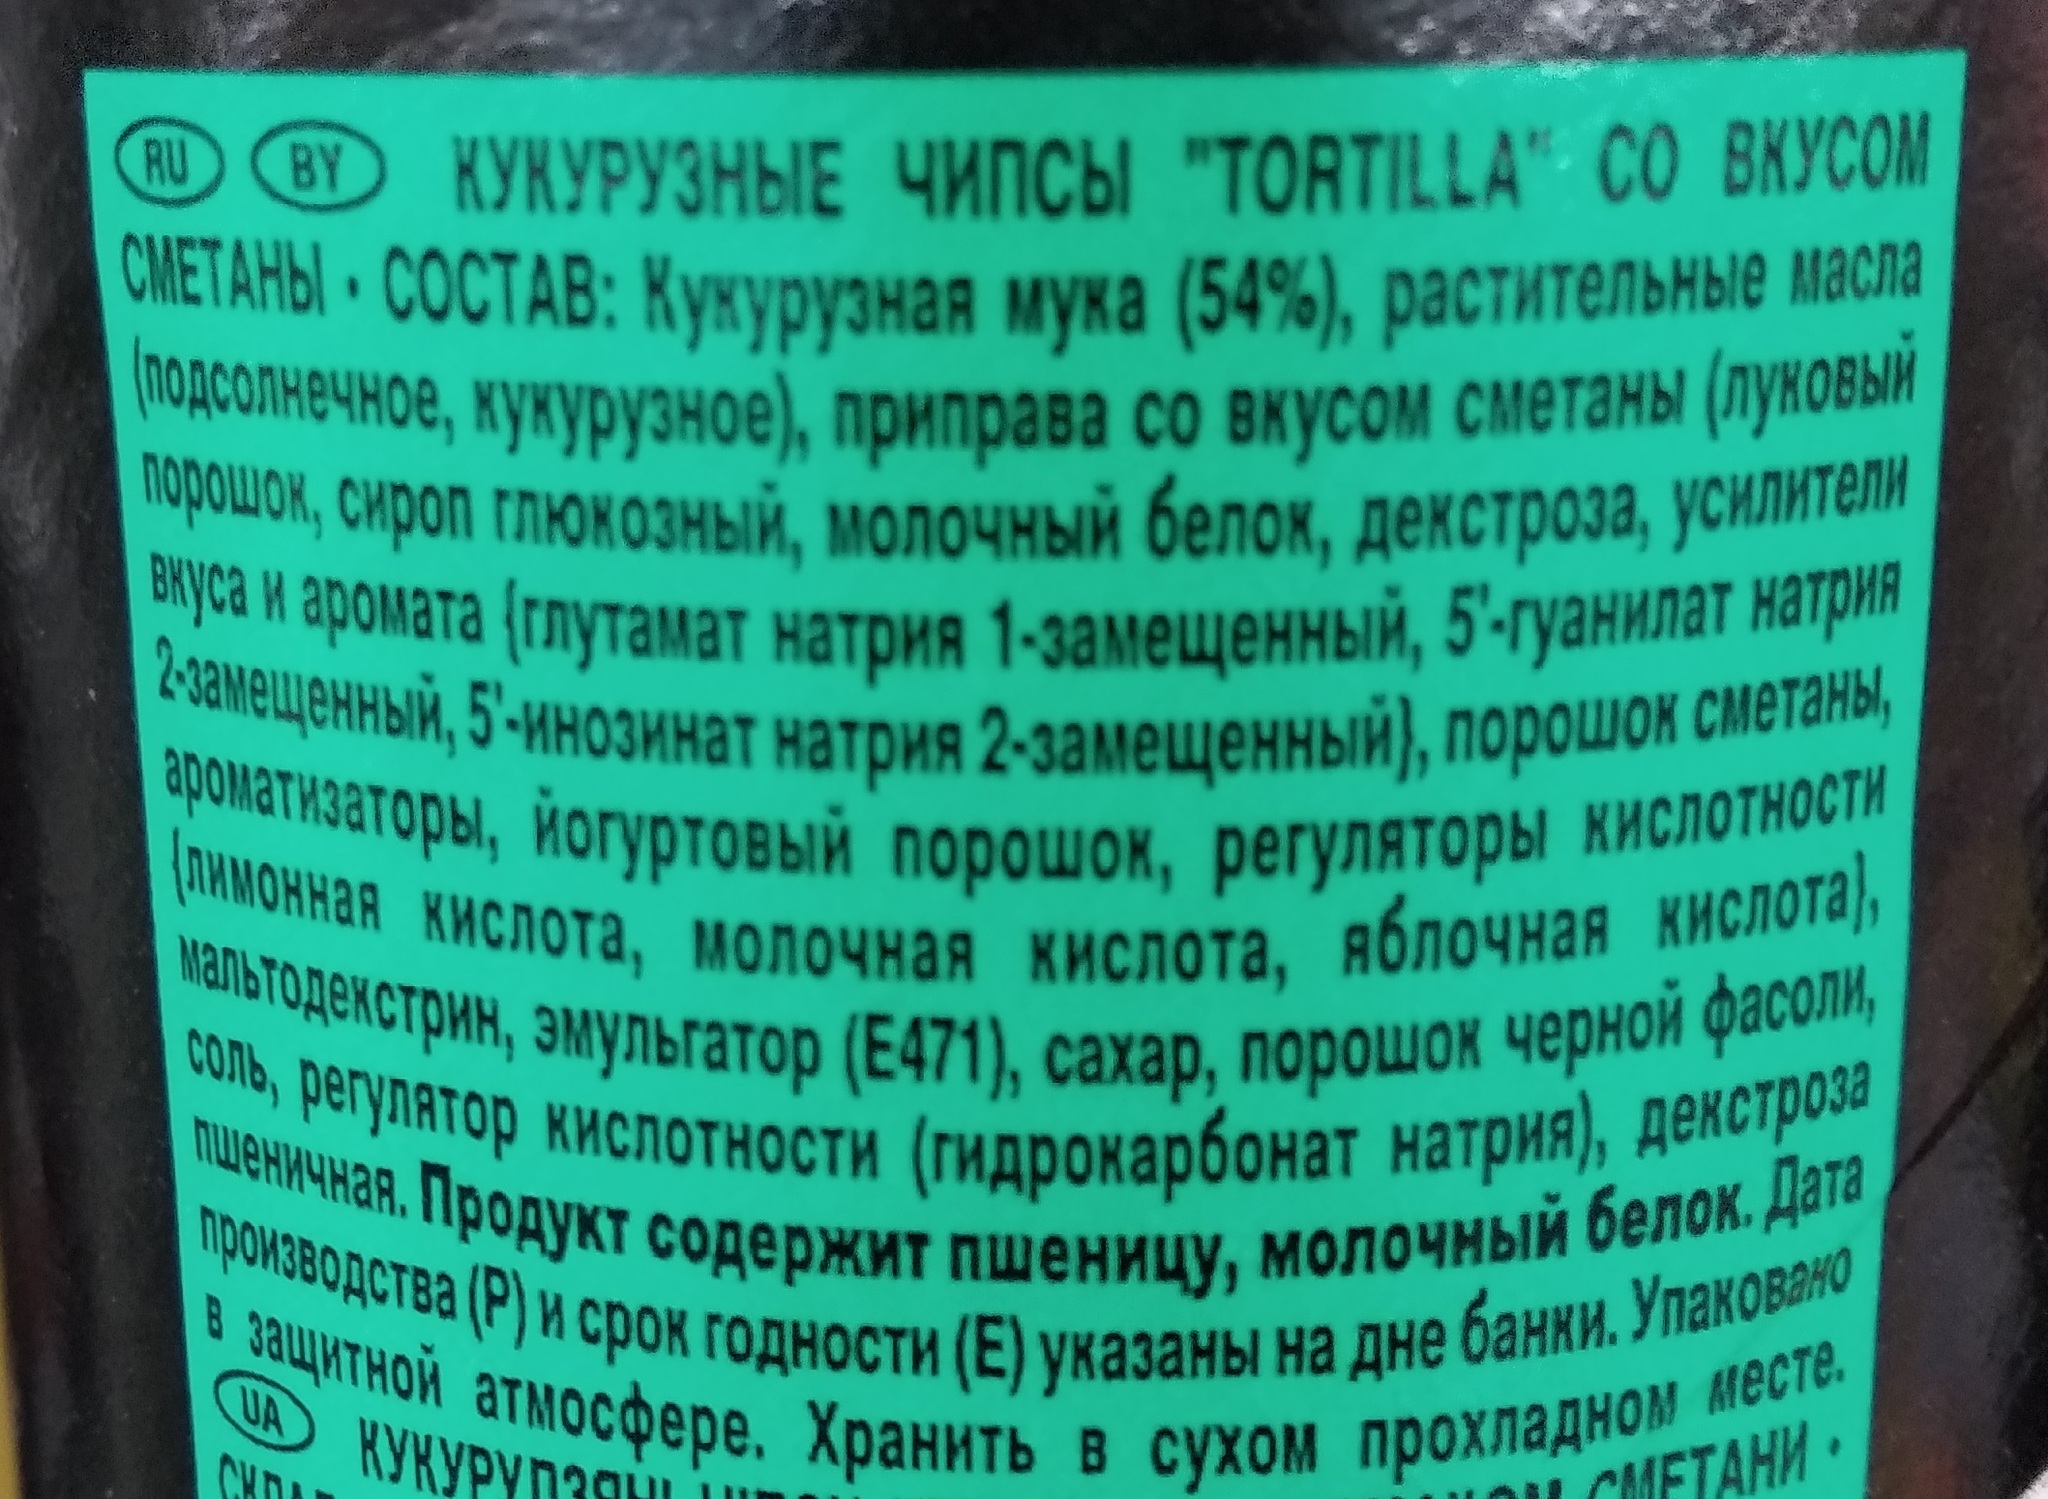 RU BY КУКУРУЗНЫЕ ЧИПСЫ "TORTILLA" СО ВКУСОМ
СМЕТАНЫ • СОСТАВ: Кукурузная мука (54%), растительные масла
(подсолнечное, кукурузное), приправа со вкусом сметаны (луковый
порошок, сироп глюкозный, молочный белок, декстроза, усилители
вкуса и аромата {глутамат натрия 1-замещенный, 5'-гуанилат натрия
2-замещенный, 5'-инозинат натрия 2-замещенный}, порошок сметаны,
ароматизаторы, йогуртовый порошок, регуляторы кислотности
{лимонная кислота, молочная кислота, яблочная кислота},
мальтодекстрин, эмульгатор (Е471), сахар, порошок черной фасоли,
соль, регулятор кислотности (гидрокарбонат натрия), декстроза
пшеничная. Продукт содержит пшеницу, молочный белок. Дата
производства (P) и срок годности (E) указаны на дне банки. Упаковано
в защитной атмосфере. Хранить в сухом прохладном месте.
UA КУКУРУДЗЯНІ СМЕТАНИ •